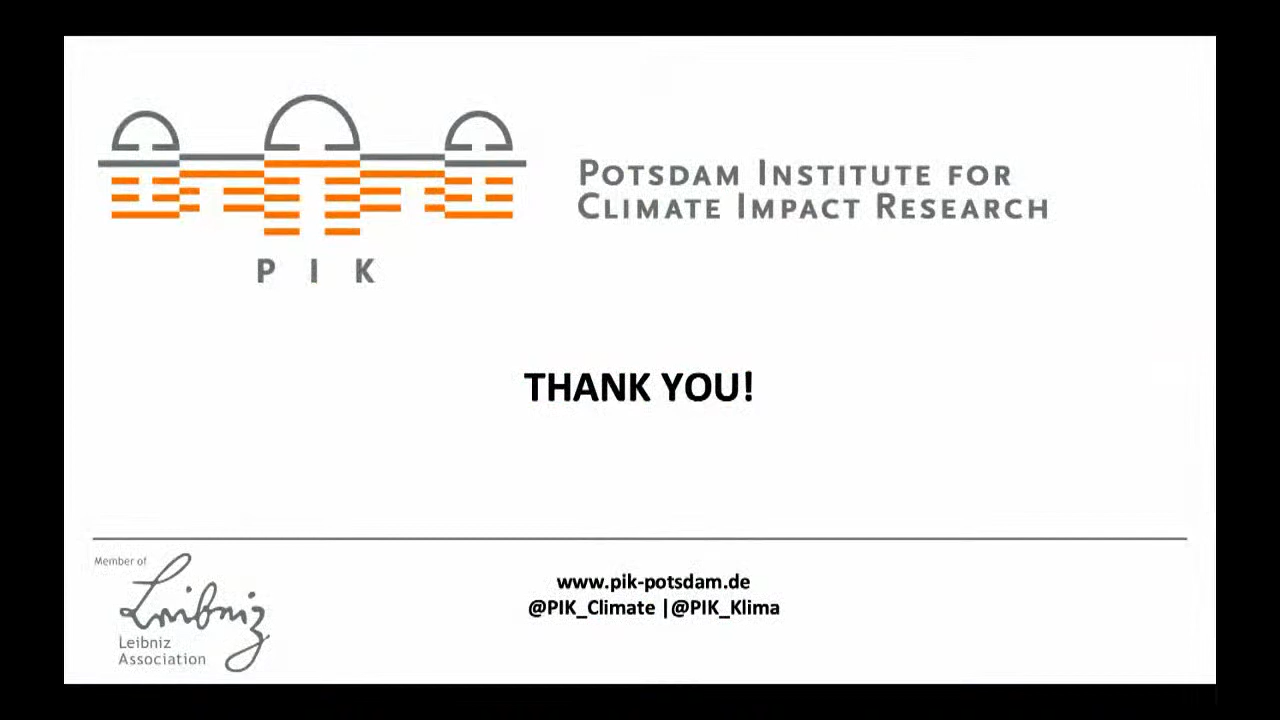 POTSDAM INSTITUTE FOR
CLIMATE IMPACT RESEARCH
P I K
THANK YOU!
Member of
Leibniz
Leibniz
Association
www.pik-potsdam.de
@PIK_Climate |@PIK_Klima